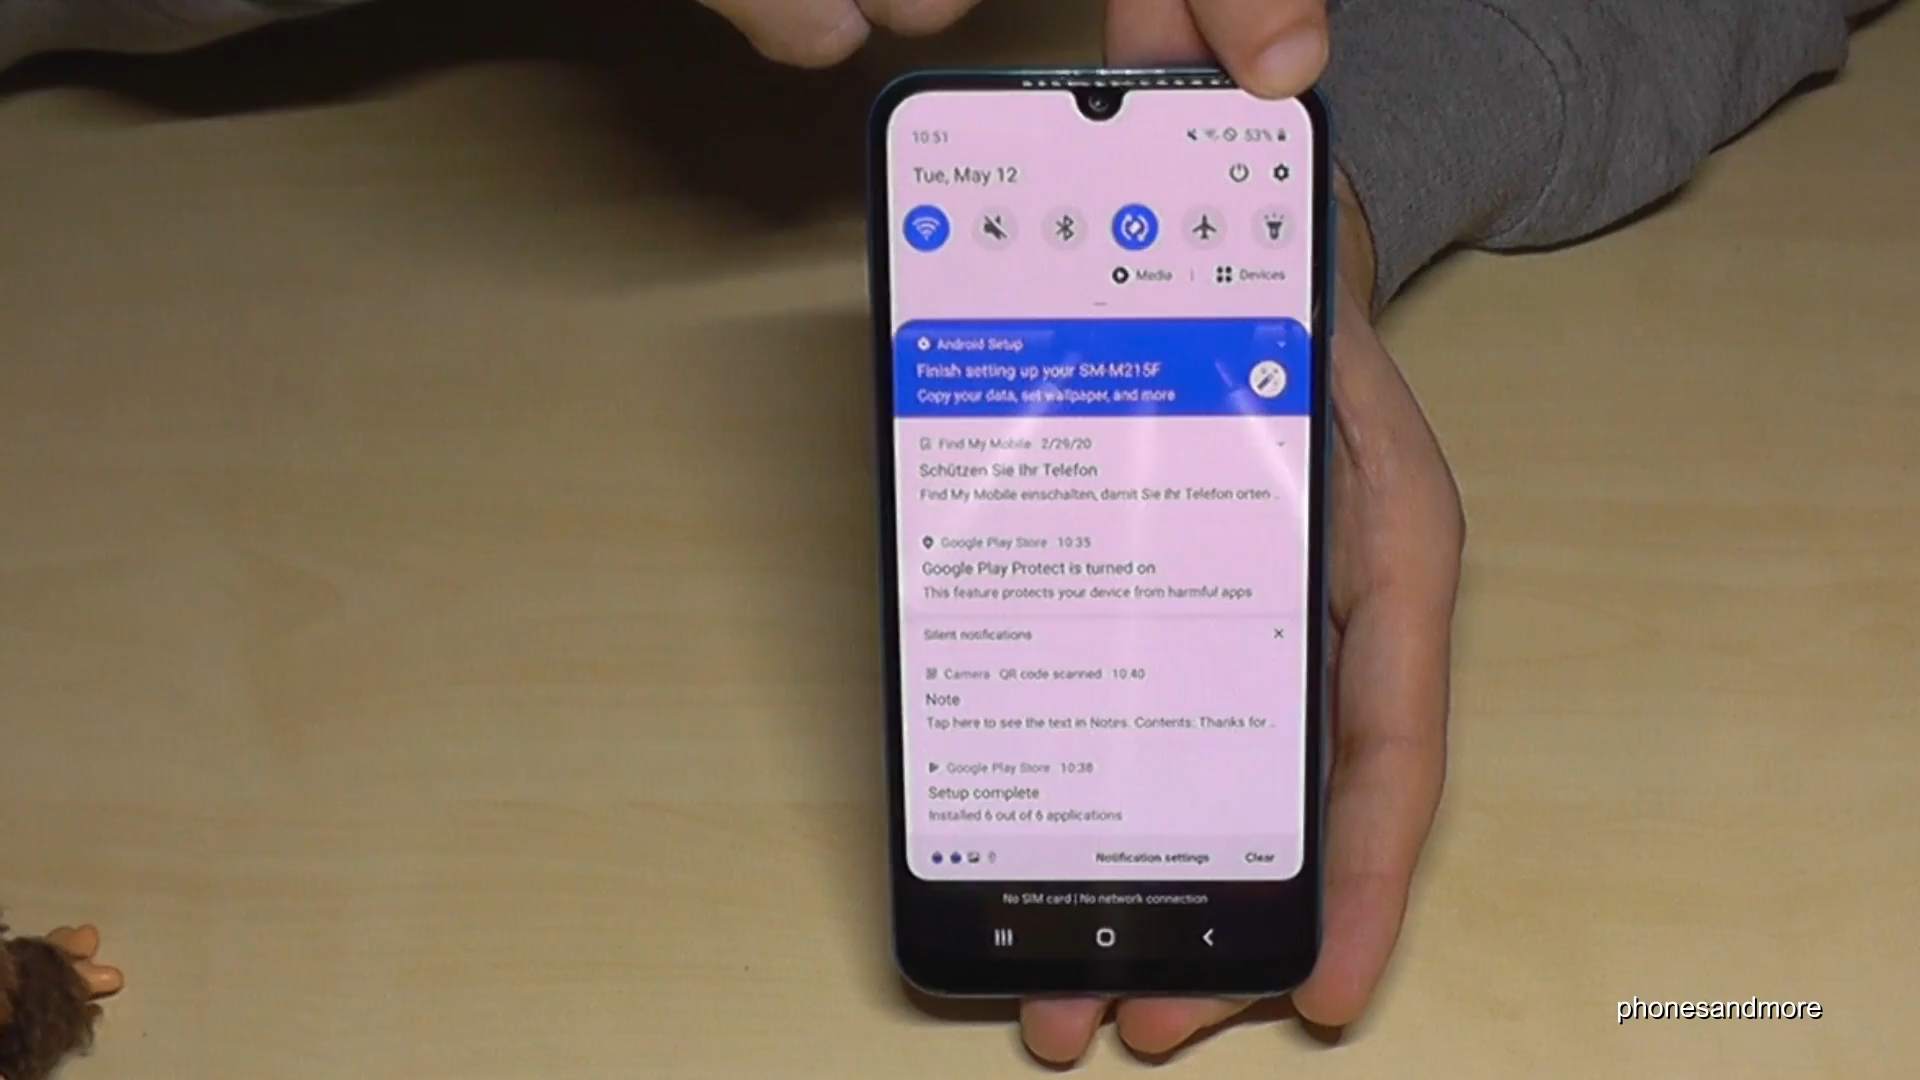 10:51
53%
Tue, May 12
Media | Devices
Android Setup
Finish setting up your SM-M215F
Copy your data, set wallpaper, and more
Find My Mobile 2/29/20
Schützen Sie Ihr Telefon
Find My Mobile einschalten, damit Sie Ihr Telefon orten ...
Google Play Store 10:35
Google Play Protect is turned on
This feature protects your device from harmful apps
Silent notifications
Camera QR code scanned 10:40
Note
Tap here to see the text in Notes. Contents: Thanks for ...
Google Play Store 10:38
Setup complete
Installed 6 out of 6 applications
Notification settings Clear
No SIM card | No network connection
phonesandmore